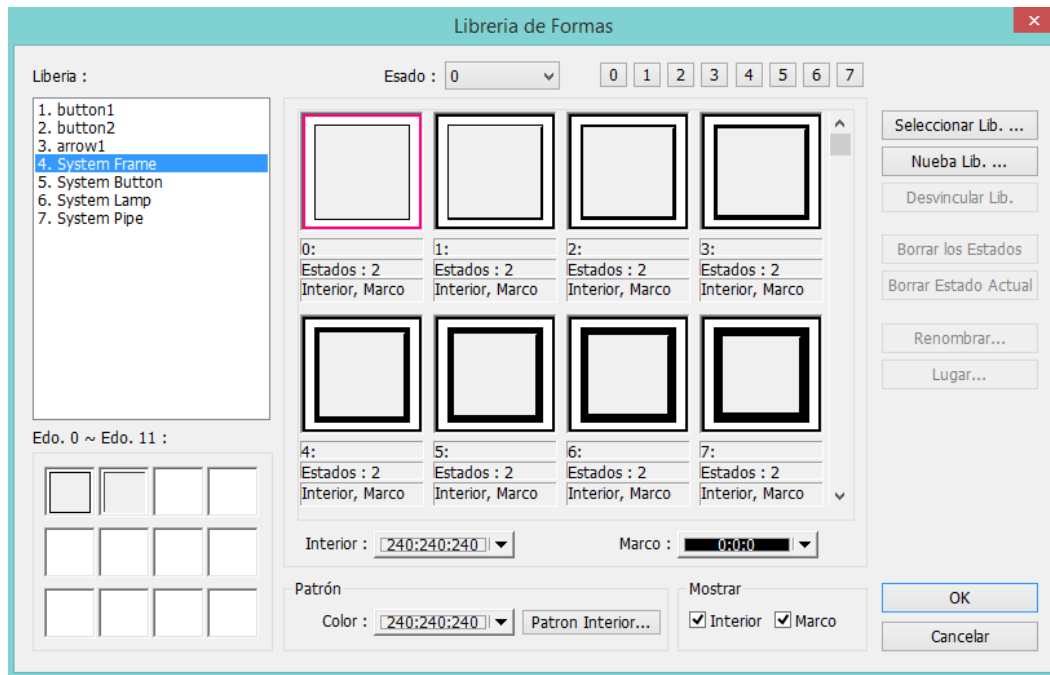 Libreria de Formas
Liberia :
Esado : 0
0 1 2 3 4 5 6 7
1. button1
2. button2
3. arrow1
4. System Frame
5. System Button
6. System Lamp
7. System Pipe
0: 1: 2: 3:
Estados : 2 Estados : 2 Estados : 2 Estados : 2
Interior, Marco Interior, Marco Interior, Marco Interior, Marco
4: 5: 6: 7:
Estados : 2 Estados : 2 Estados : 2 Estados : 2
Interior, Marco Interior, Marco Interior, Marco Interior, Marco
Seleccionar Lib. ...
Nueba Lib. ...
Desvincular Lib.
Borrar los Estados
Borrar Estado Actual
Renombrar...
Lugar...
Edo. 0 ~ Edo. 11 :
Interior : 240:240:240 Marco : 0:0:0
Patrón
Color : 240:240:240 Patron Interior...
Mostrar
Interior Marco
OK
Cancelar